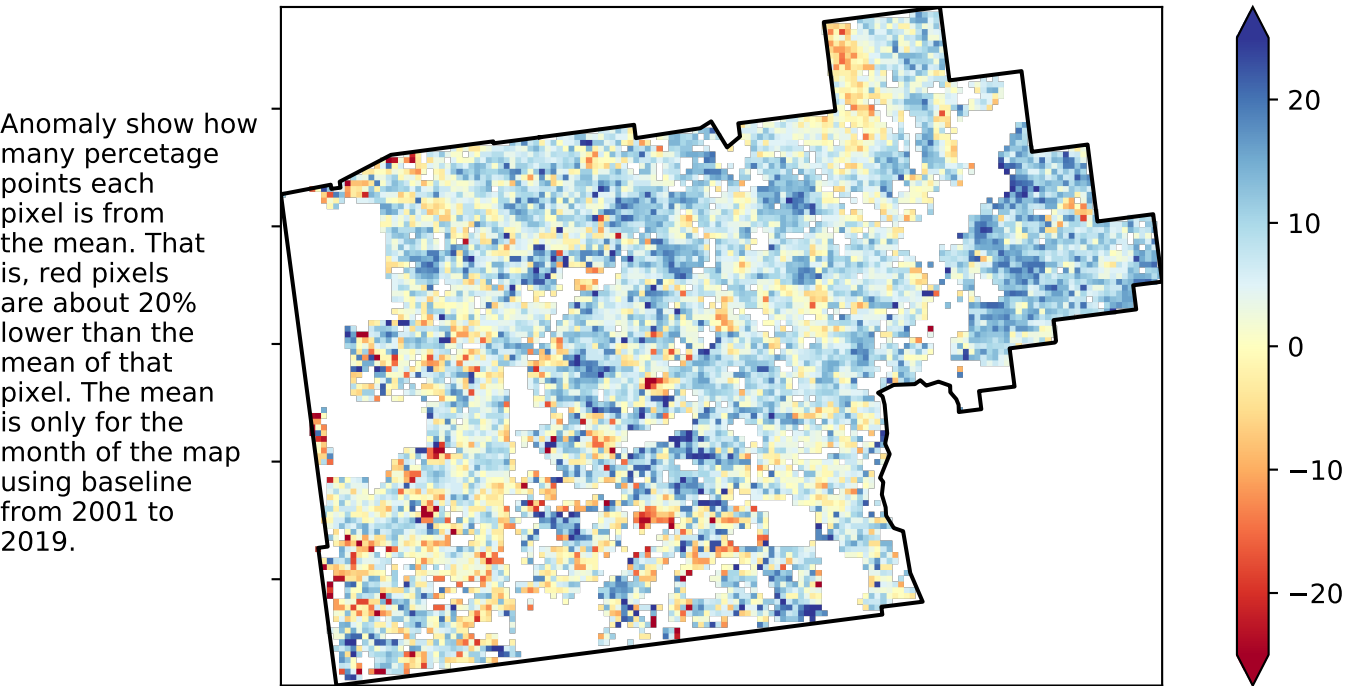 Anomaly show how
many percetage
points each
pixel is from
the mean. That
is, red pixels
are about 20%
lower than the
mean of that
pixel. The mean
is only for the
month of the map
using baseline
from 2001 to
2019.
20
10
0
−10
−20